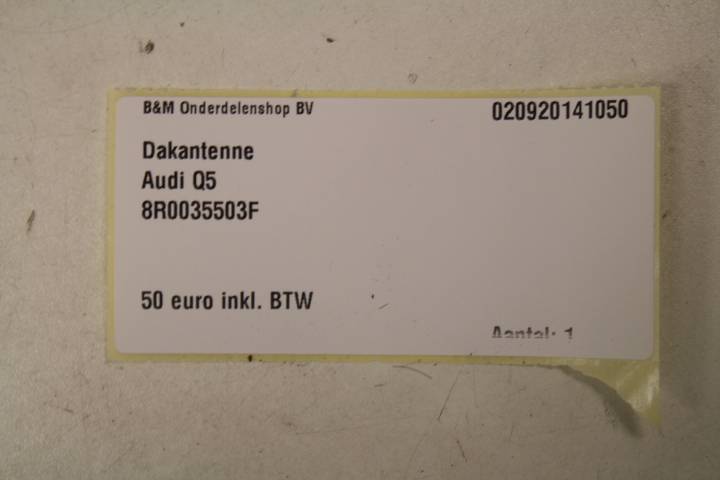 B&M Onderdelenshop BV 020920141050
Dakantenne
Audi Q5
8R0035503F
50 euro inkl. BTW
Aantal: 1